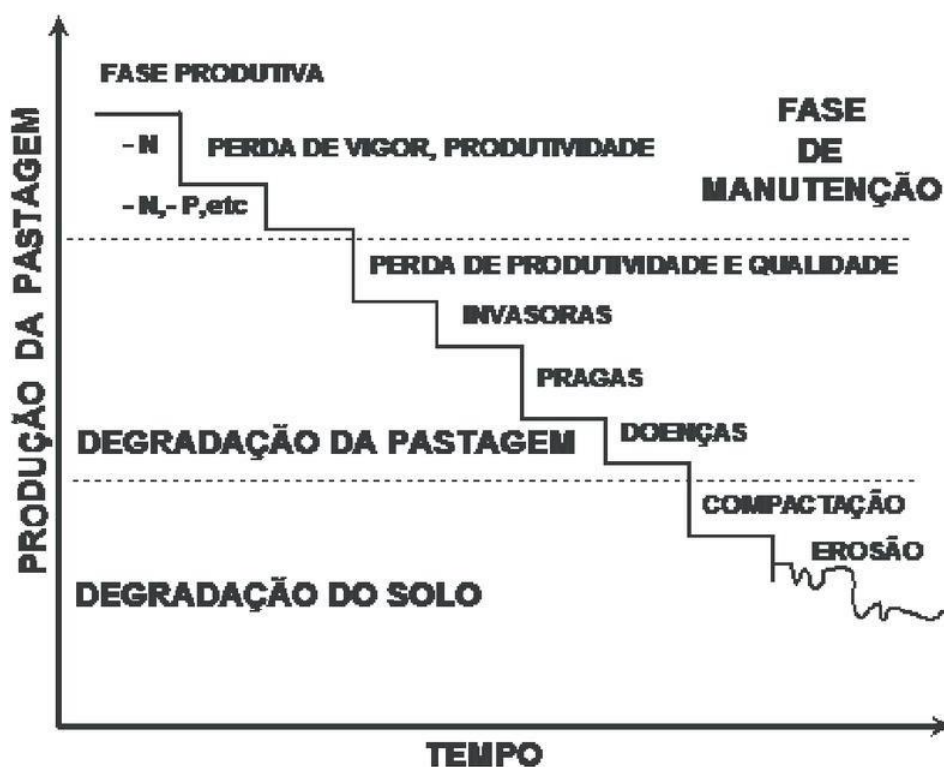 FASE PRODUTIVA
FASE
DE
MANUTENÇÃO
- N
PERDA DE VIGOR, PRODUTIVIDADE
- N,- P,etc
PERDA DE PRODUTIVIDADE E QUALIDADE
INVASORAS
PRAGAS
DEGRADAÇÃO DA PASTAGEM
DOENÇAS
COMPACTAÇÃO
EROSÃO
DEGRADAÇÃO DO SOLO
PRODUÇÃO DA PASTAGEM
TEMPO